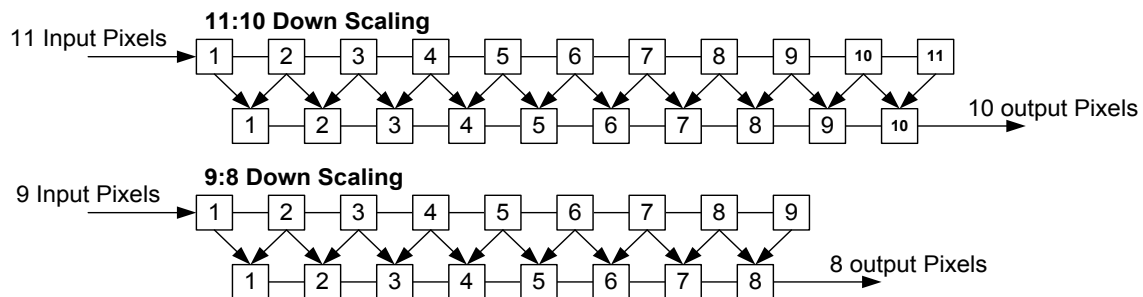 11:10 Down Scaling
11 Input Pixels
1 2 3 4 5 6 7 8 9 10 11
1 2 3 4 5 6 7 8 9 10
10 output Pixels
9:8 Down Scaling
9 Input Pixels
1 2 3 4 5 6 7 8 9
1 2 3 4 5 6 7 8
8 output Pixels